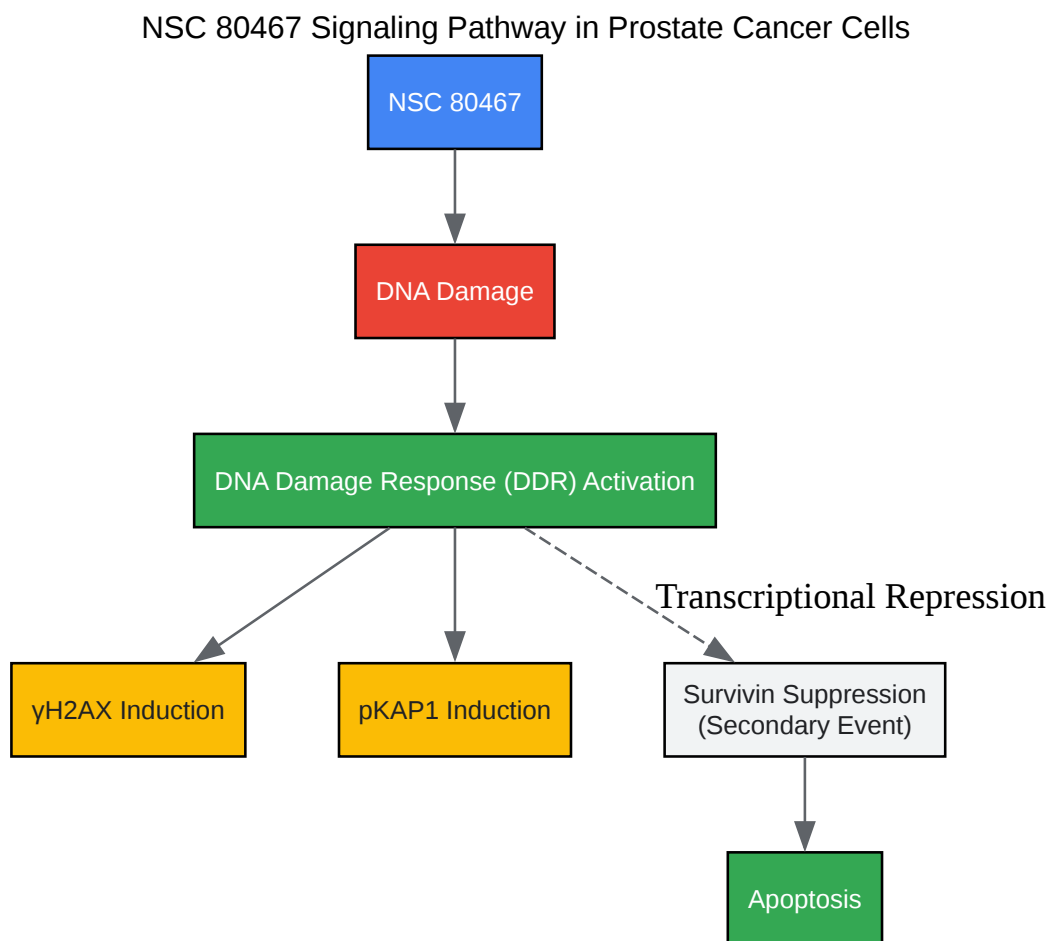 NSC 80467 Signaling Pathway in Prostate Cancer Cells
NSC 80467
DNA Damage
DNA Damage Response (DDR) Activation
Transcriptional Repression
γH2AX Induction
pKAP1 Induction
Survivin Suppression
(Secondary Event)
Apoptosis